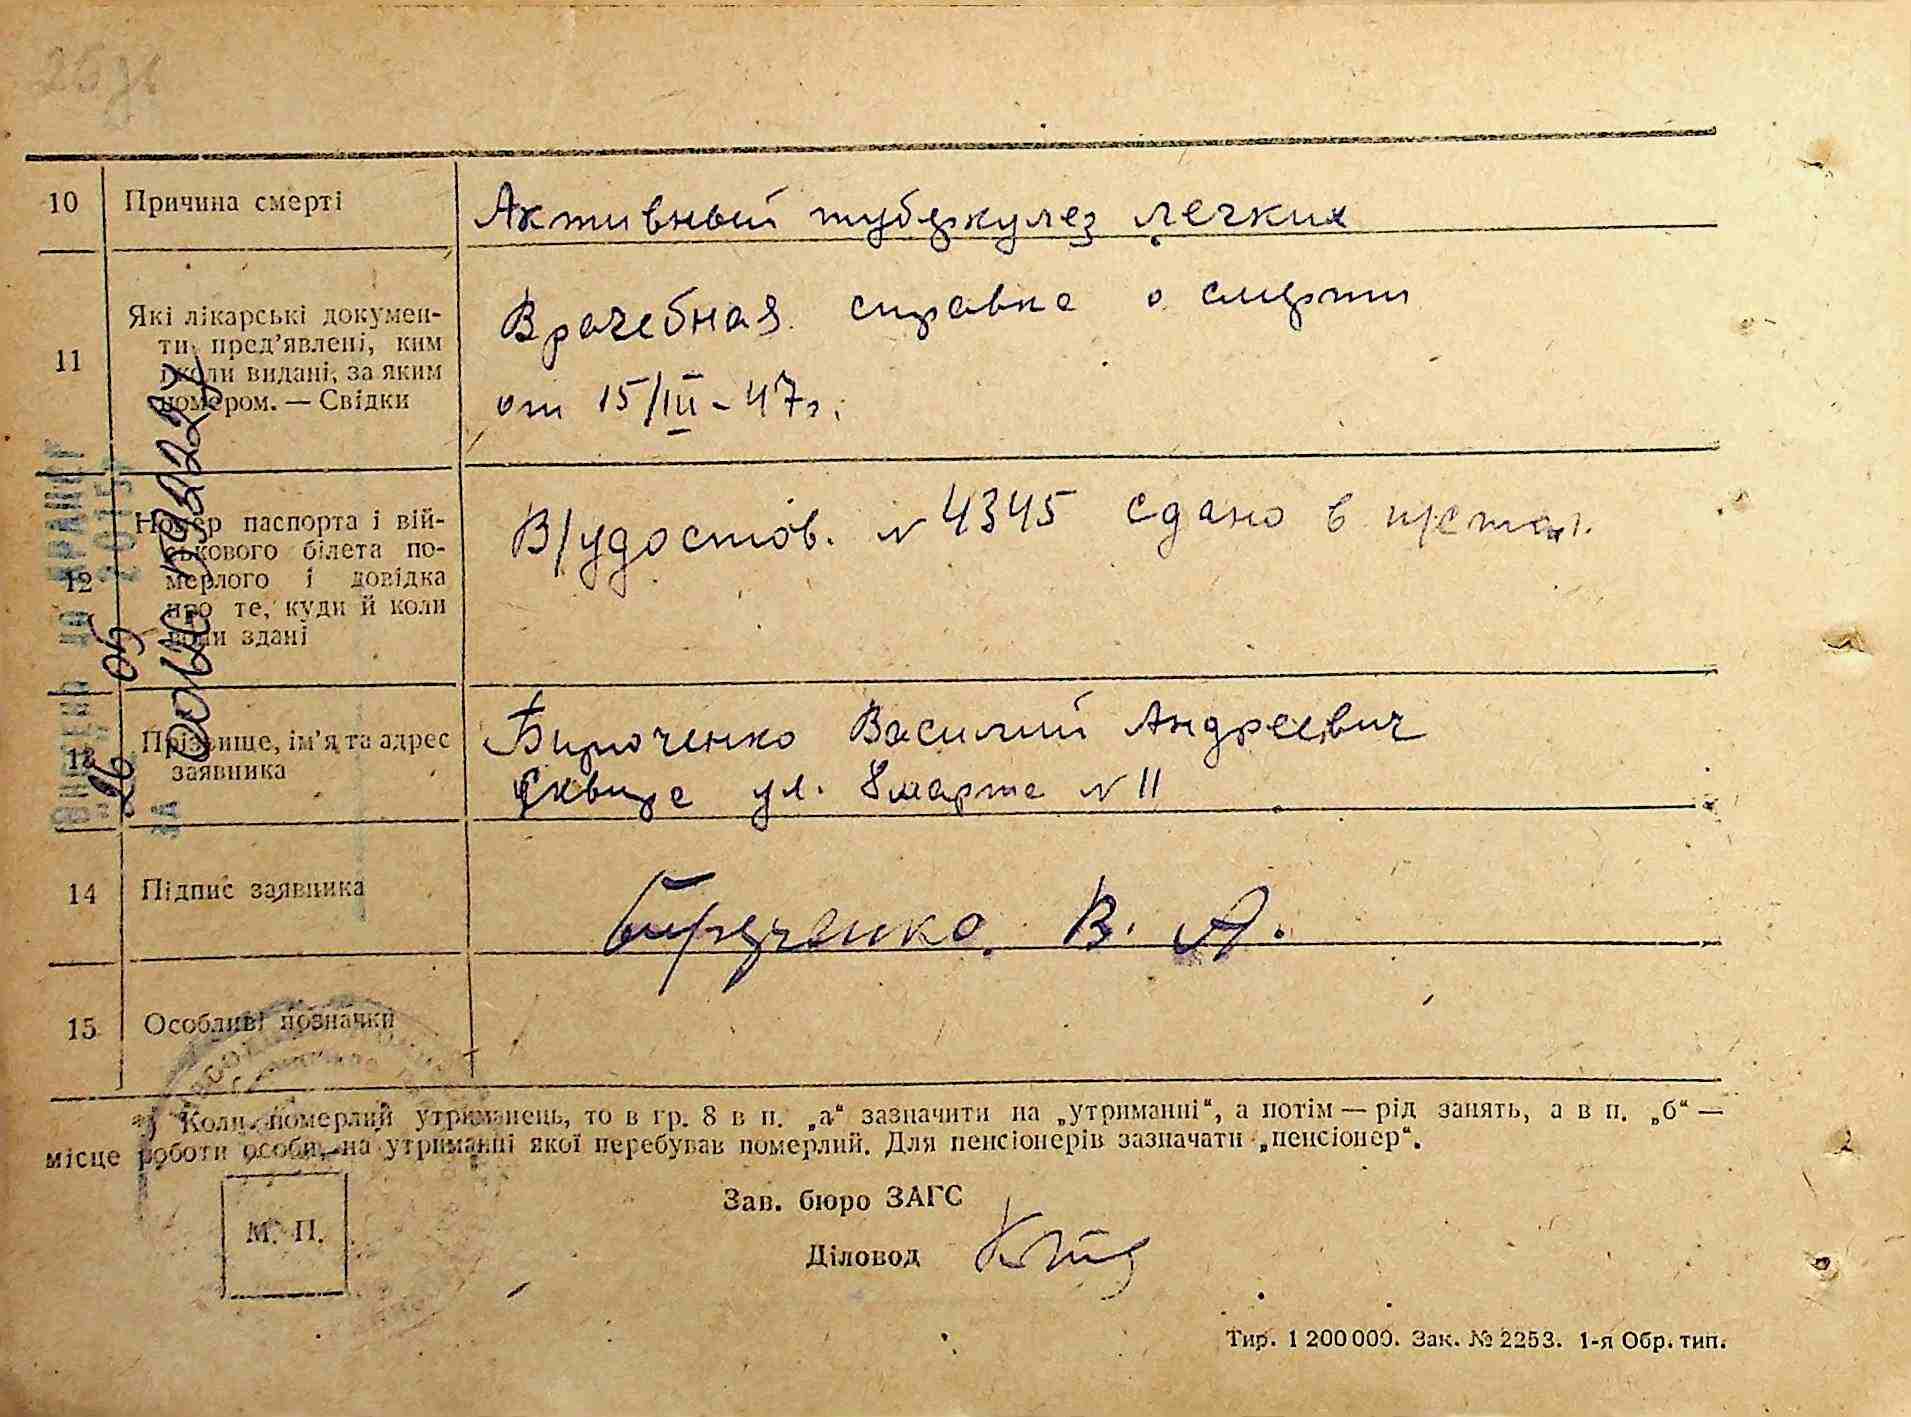 10 Причина смерті
Активный туберкулез легких
11 Які лікарські докумен-
ти пред’явлені, ким
і коли видані, за яким
номером. — Свідки
Врачебная справка о смерти
от 15/III - 47 г.
12 Номер паспорта і вій-
ськового білета по-
мерлого і довідка
про те, куди й коли
вони здані
В/удостов. № 4345 сдано в
13 Прізвище, ім’я та адрес
заявника
Василий Андреевич
Сквира ул. 8 марта № 11
14 Підпис заявника
В. А.
15 Особливі позначки
*) Коли померлий утриманець, то в гр. 8 в п. „а“ зазначити на „утриманні“, а потім — рід занять, а в п. „б“ —
місце роботи особи, на утриманні якої перебував померлий. Для пенсіонерів зазначати „пенсіонер“.
М. П.
Зав. бюро ЗАГС
Діловод
Тир. 1 200 000. Зак. № 2253. 1-я Обр. тип.